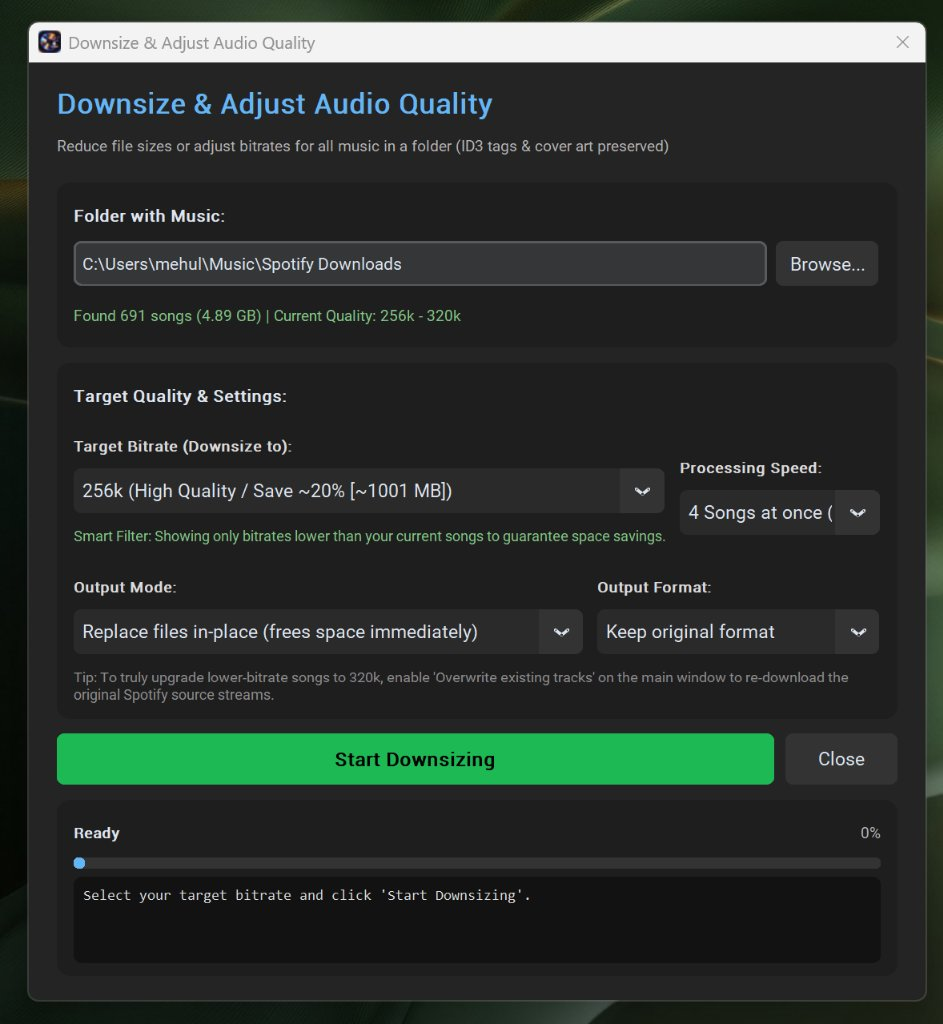 Downsize & Adjust Audio Quality
Downsize & Adjust Audio Quality
Reduce file sizes or adjust bitrates for all music in a folder (ID3 tags & cover art preserved)
Folder with Music:
C:\Users\mehul\Music\Spotify Downloads
Browse...
Found 691 songs (4.89 GB) | Current Quality: 256k - 320k
Target Quality & Settings:
Target Bitrate (Downsize to):
256k (High Quality / Save ~20% [~1001 MB])
Processing Speed:
4 Songs at once (
Smart Filter: Showing only bitrates lower than your current songs to guarantee space savings.
Output Mode:
Replace files in-place (frees space immediately)
Output Format:
Keep original format
Tip: To truly upgrade lower-bitrate songs to 320k, enable 'Overwrite existing tracks' on the main window to re-download the
original Spotify source streams.
Start Downsizing
Close
Ready
0%
Select your target bitrate and click 'Start Downsizing'.